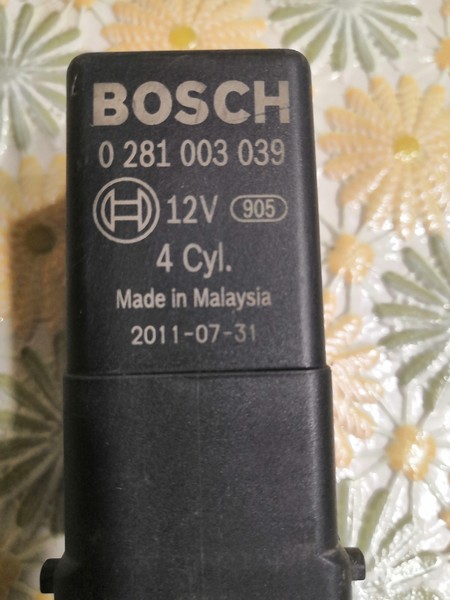 BOSCH
0 281 003 039
12V 905
4 Cyl.
Made in Malaysia
2011-07-31